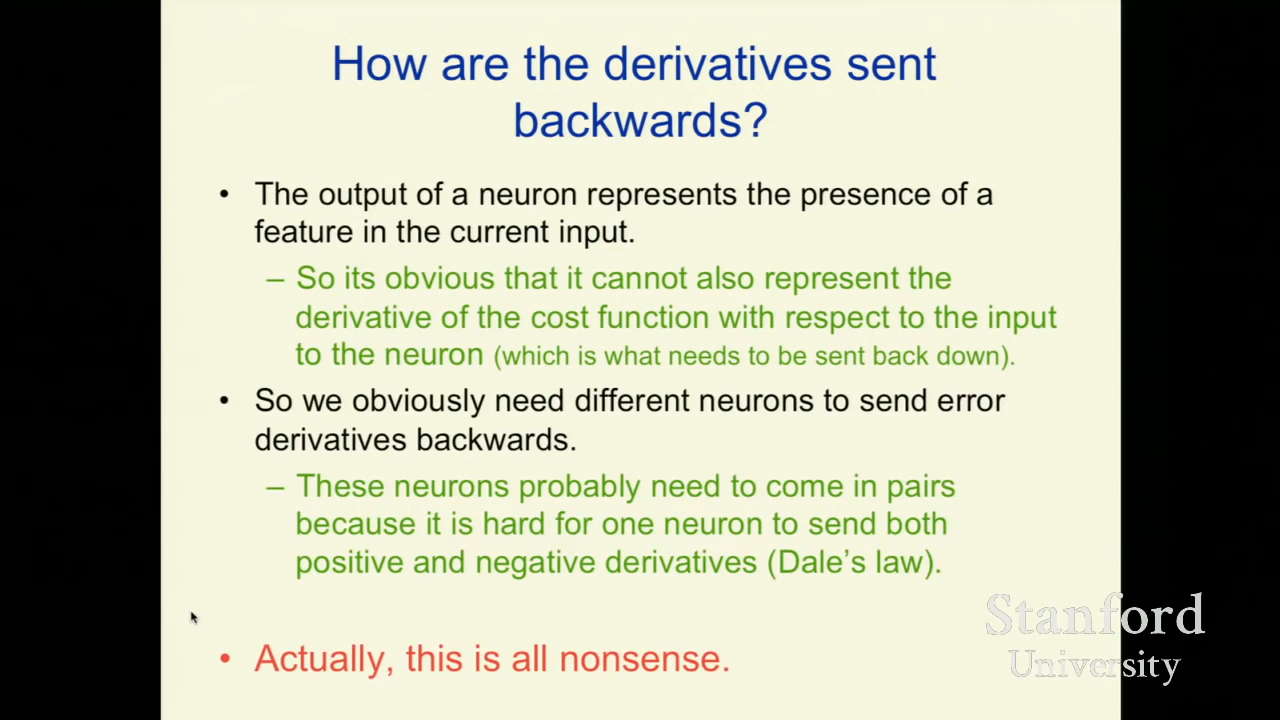 How are the derivatives sent
backwards?
• The output of a neuron represents the presence of a
feature in the current input.
– So its obvious that it cannot also represent the
derivative of the cost function with respect to the input
to the neuron (which is what needs to be sent back down).
• So we obviously need different neurons to send error
derivatives backwards.
– These neurons probably need to come in pairs
because it is hard for one neuron to send both
positive and negative derivatives (Dale’s law).
• Actually, this is all nonsense.
Stanford
University